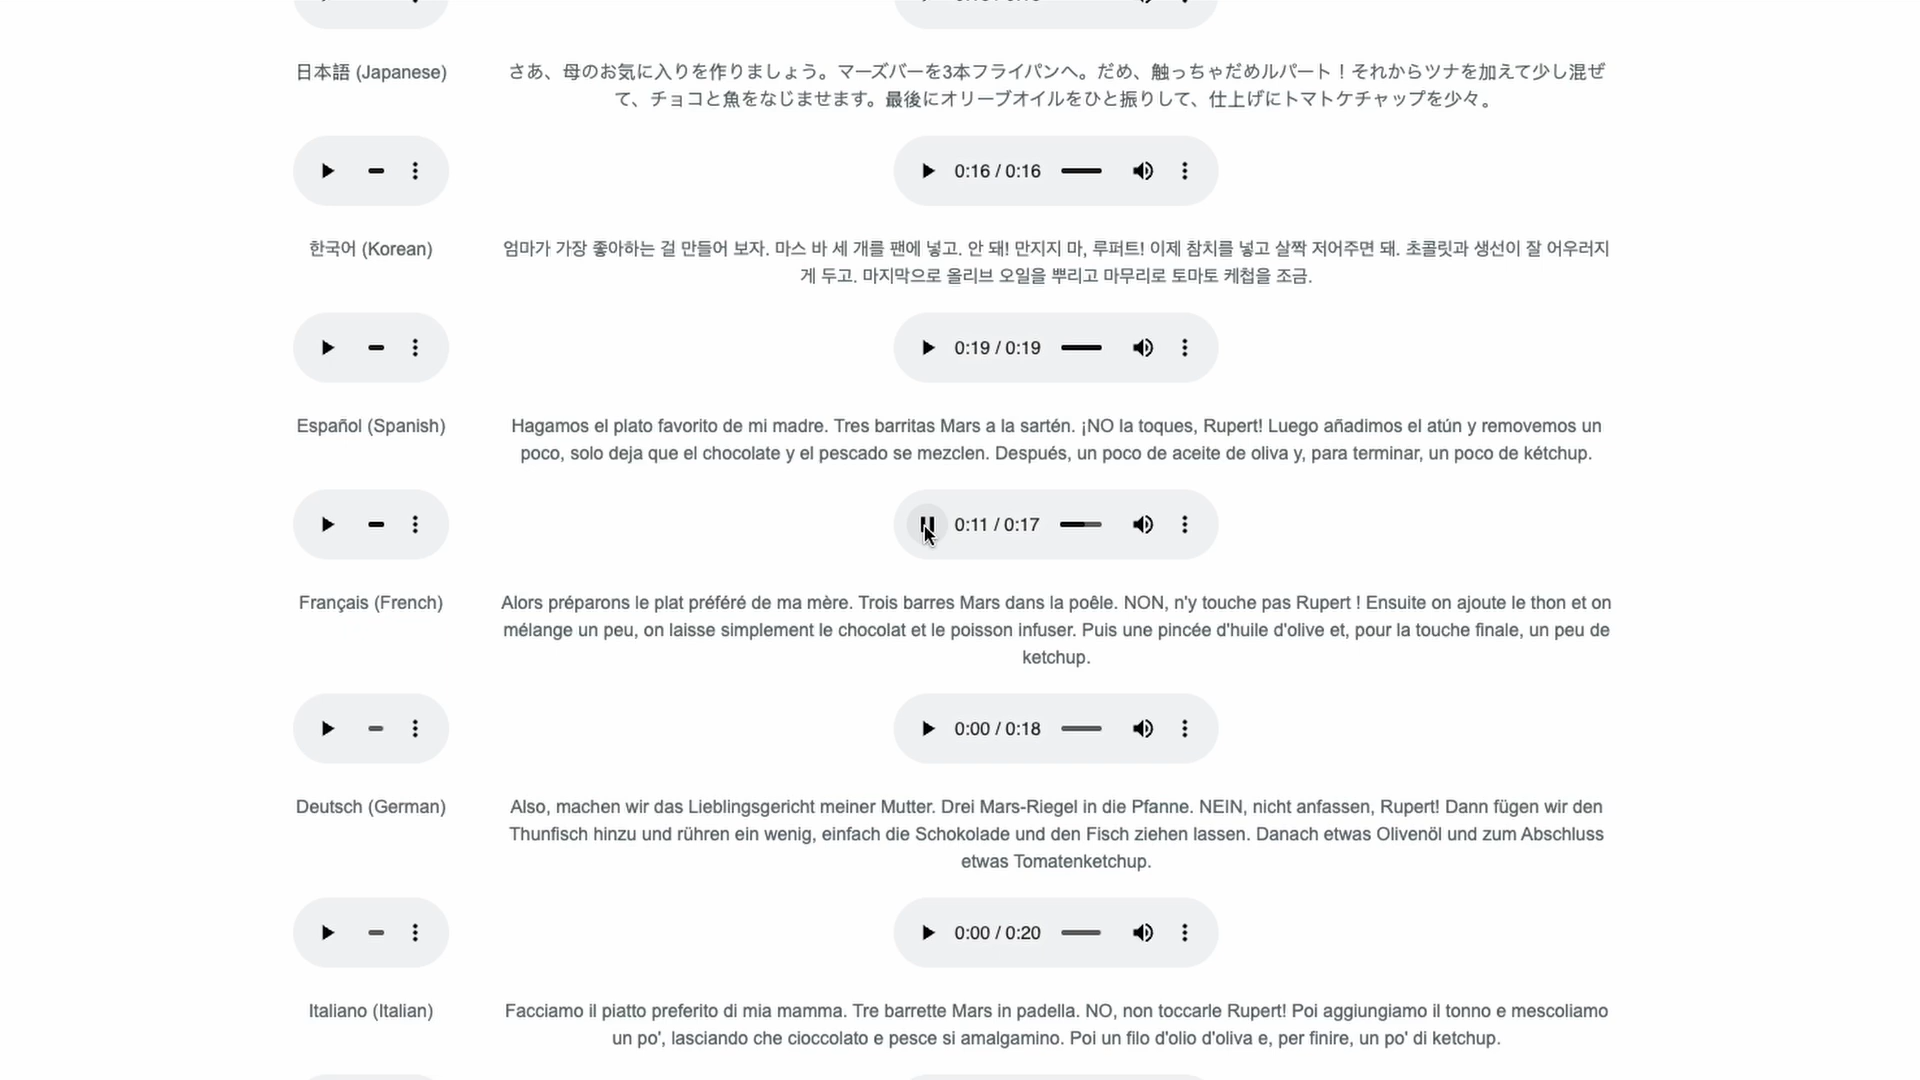 日本語 (Japanese)
さあ、母のお気に入りを作りましょう。マーズバーを3本フライパンへ。だめ、触っちゃだめルパート！それからツナを加えて少し混ぜ
て、チョコと魚をなじませます。最後にオリーブオイルをひと振りして、仕上げにトマトケチャップを少々。
0:16 / 0:16
한국어 (Korean)
엄마가 가장 좋아하는 걸 만들어 보자. 마스 바 세 개를 팬에 넣고. 안 돼! 만지지 마, 루퍼트! 이제 참치를 넣고 살짝 저어주면 돼. 초콜릿과 생선이 잘 어우러지
게 두고. 마지막으로 올리브 오일을 뿌리고 마무리로 토마토 케첩을 조금.
0:19 / 0:19
Español (Spanish)
Hagamos el plato favorito de mi madre. Tres barritas Mars a la sartén. ¡NO la toques, Rupert! Luego añadimos el atún y removemos un
poco, solo deja que el chocolate y el pescado se mezclen. Después, un poco de aceite de oliva y, para terminar, un poco de kétchup.
0:11 / 0:17
Français (French)
Alors préparons le plat préféré de ma mère. Trois barres Mars dans la poêle. NON, n'y touche pas Rupert ! Ensuite on ajoute le thon et on
mélange un peu, on laisse simplement le chocolat et le poisson infuser. Puis une pincée d'huile d'olive et, pour la touche finale, un peu de
ketchup.
0:00 / 0:18
Deutsch (German)
Also, machen wir das Lieblingsgericht meiner Mutter. Drei Mars-Riegel in die Pfanne. NEIN, nicht anfassen, Rupert! Dann fügen wir den
Thunfisch hinzu und rühren ein wenig, einfach die Schokolade und den Fisch ziehen lassen. Danach etwas Olivenöl und zum Abschluss
etwas Tomatenketchup.
0:00 / 0:20
Italiano (Italian)
Facciamo il piatto preferito di mia mamma. Tre barrette Mars in padella. NO, non toccarle Rupert! Poi aggiungiamo il tonno e mescoliamo
un po', lasciando che cioccolato e pesce si amalgamino. Poi un filo d'olio d'oliva e, per finire, un po' di ketchup.